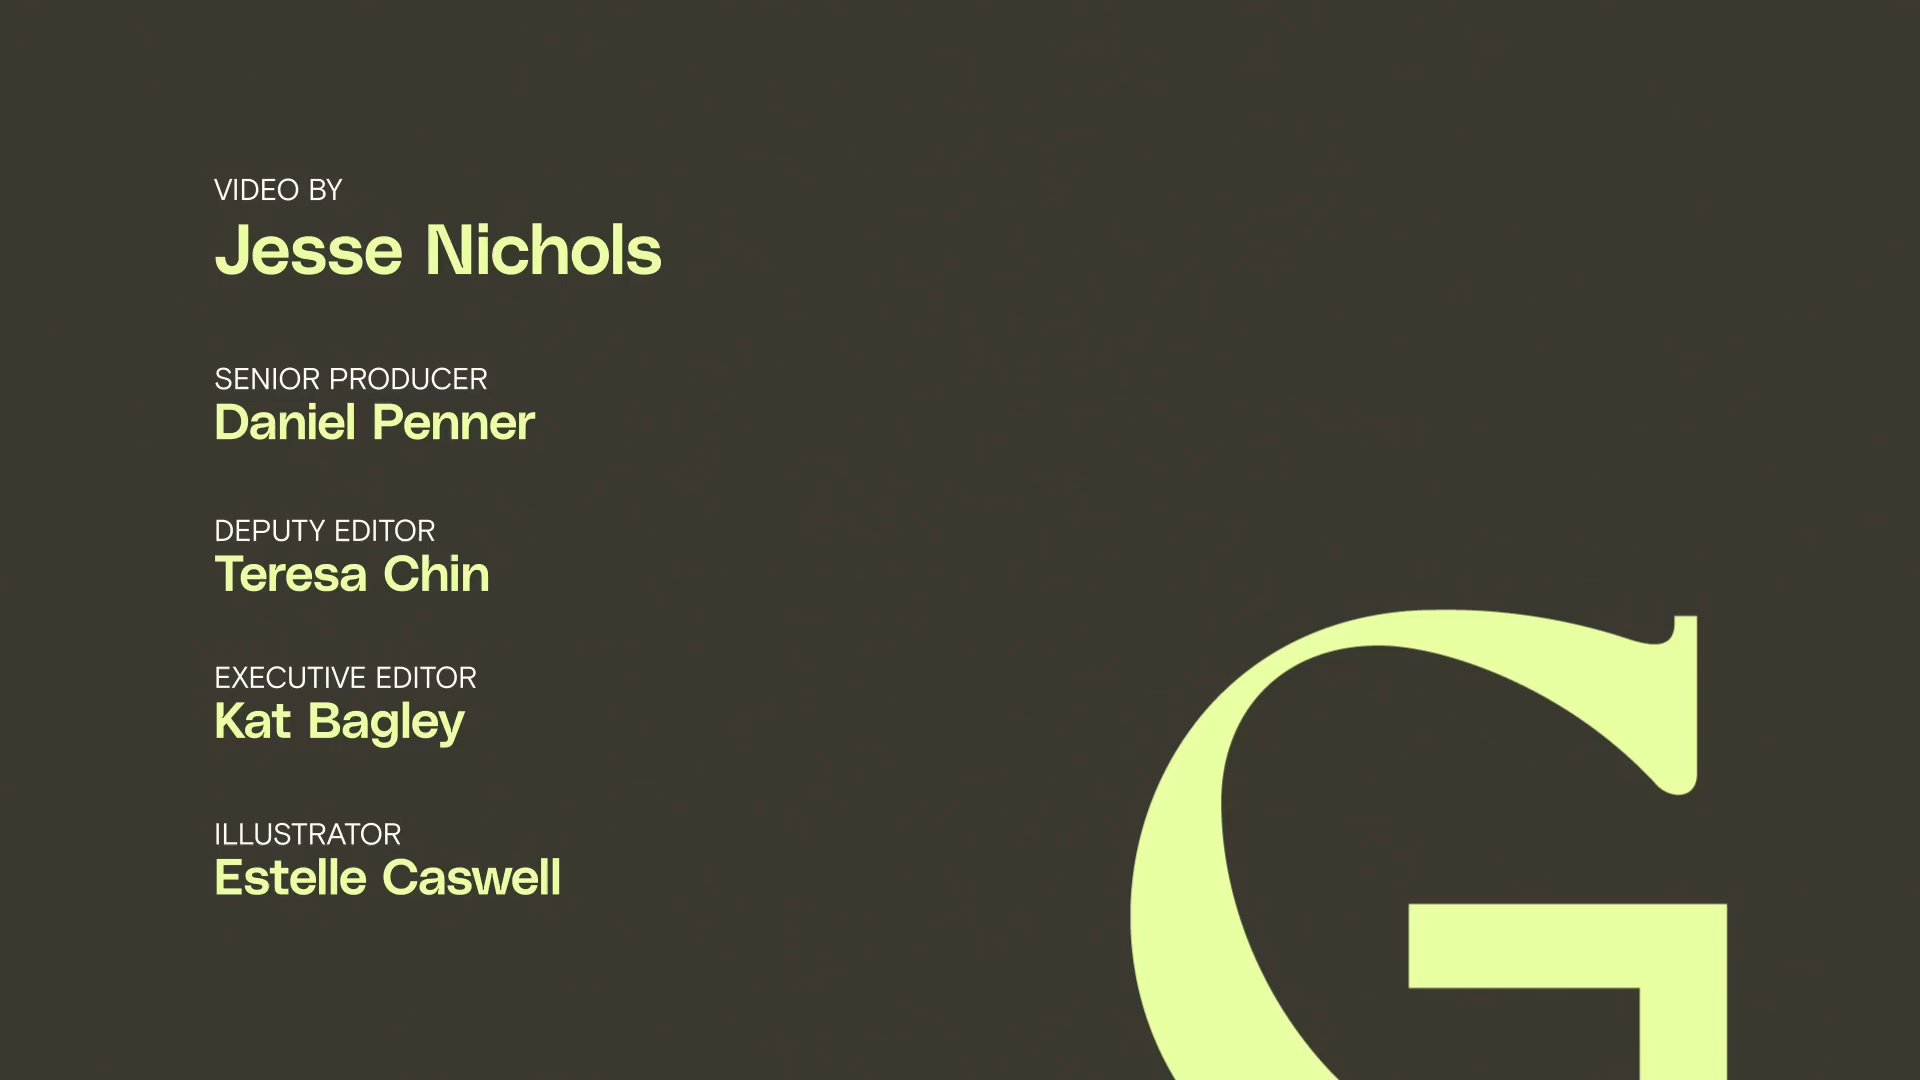 VIDEO BY
Jesse Nichols
SENIOR PRODUCER
Daniel Penner
DEPUTY EDITOR
Teresa Chin
EXECUTIVE EDITOR
Kat Bagley
ILLUSTRATOR
Estelle Caswell
G